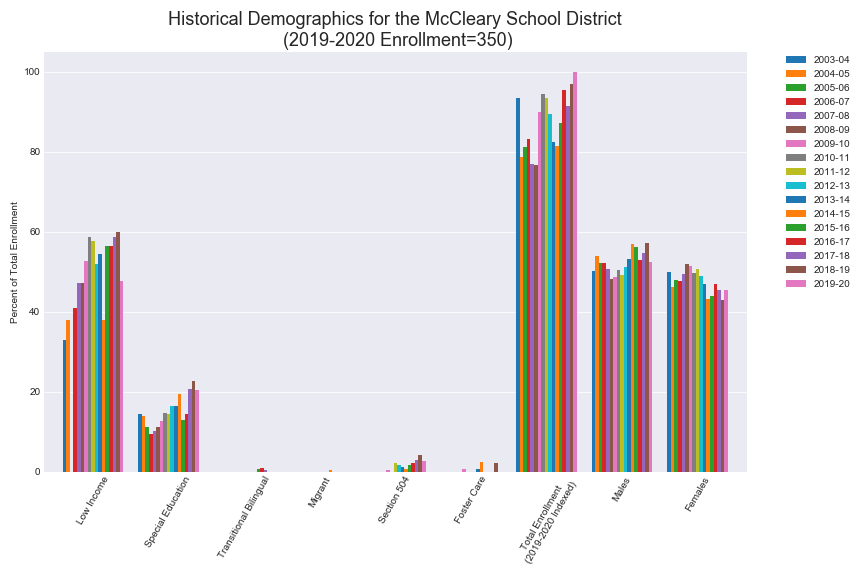 Historical Demographics for the McCleary School District
(2019-2020 Enrollment=350)
Percent of Total Enrollment
100
80
60
40
20
0
Low Income
Special Education
Transitional Bilingual
Migrant
Section 504
Foster Care
Total Enrollment
(2019-2020 Indexed)
Males
Females
2003-04
2004-05
2005-06
2006-07
2007-08
2008-09
2009-10
2010-11
2011-12
2012-13
2013-14
2014-15
2015-16
2016-17
2017-18
2018-19
2019-20